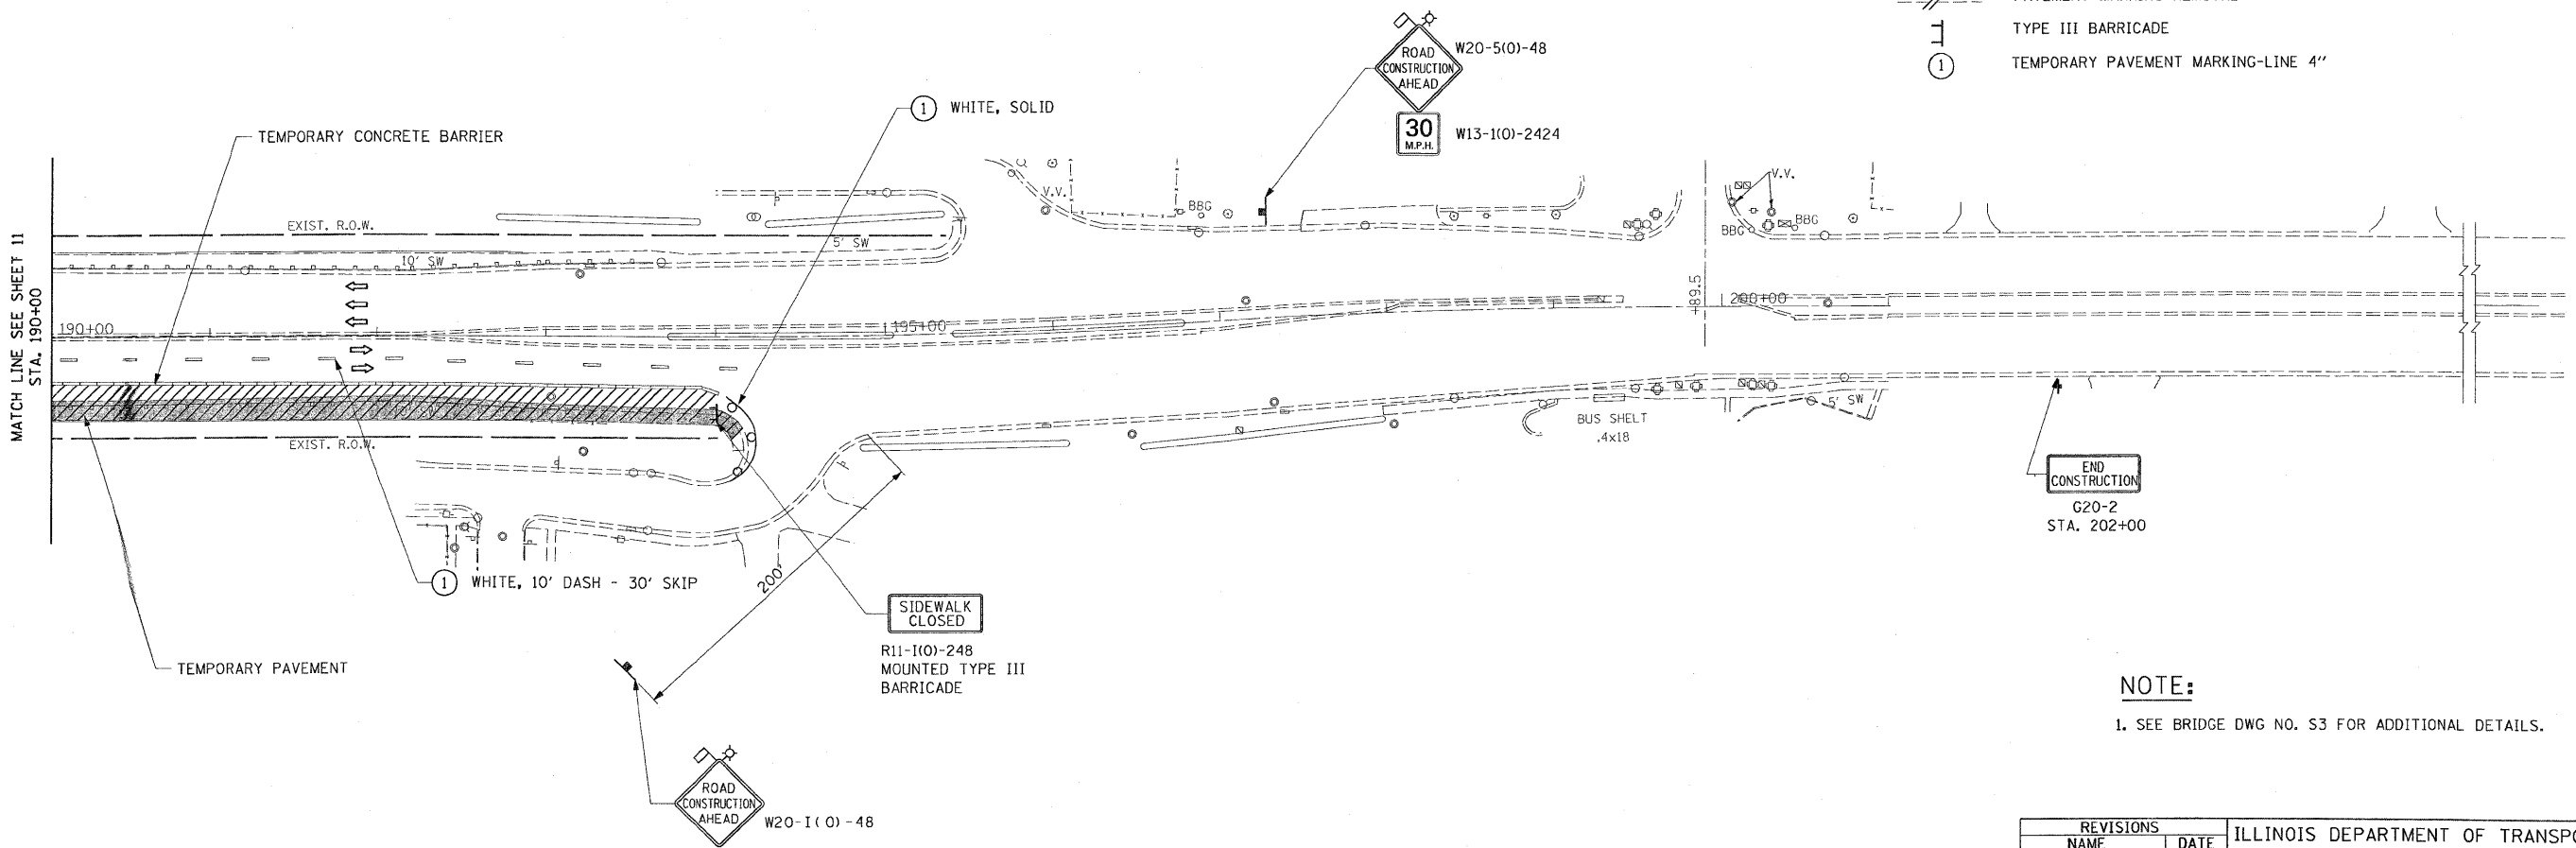 TYPE III BARRICADE
1 TEMPORARY PAVEMENT MARKING-LINE 4"
ROAD
CONSTRUCTION
AHEAD
W20-5(0)-48
30
M.P.H.
W13-1(0)-2424
1 WHITE, SOLID
TEMPORARY CONCRETE BARRIER
MATCH LINE SEE SHEET 11
STA. 190+00
EXIST. R.O.W.
5' SW
10' SW
V.V.
BBG
V.V.
BBG
BBG
+89.5
190+00
195+00
200+00
EXIST. R.O.W.
BUS SHELT
.4x18
5' SW
END
CONSTRUCTION
G20-2
STA. 202+00
1 WHITE, 10' DASH - 30' SKIP
200'
SIDEWALK
CLOSED
R11-I(0)-248
MOUNTED TYPE III
BARRICADE
TEMPORARY PAVEMENT
ROAD
CONSTRUCTION
AHEAD
W20-I(0)-48
NOTE:
1. SEE BRIDGE DWG NO. S3 FOR ADDITIONAL DETAILS.
REVISIONS
NAME DATE
ILLINOIS DEPARTMENT OF TRANSPO